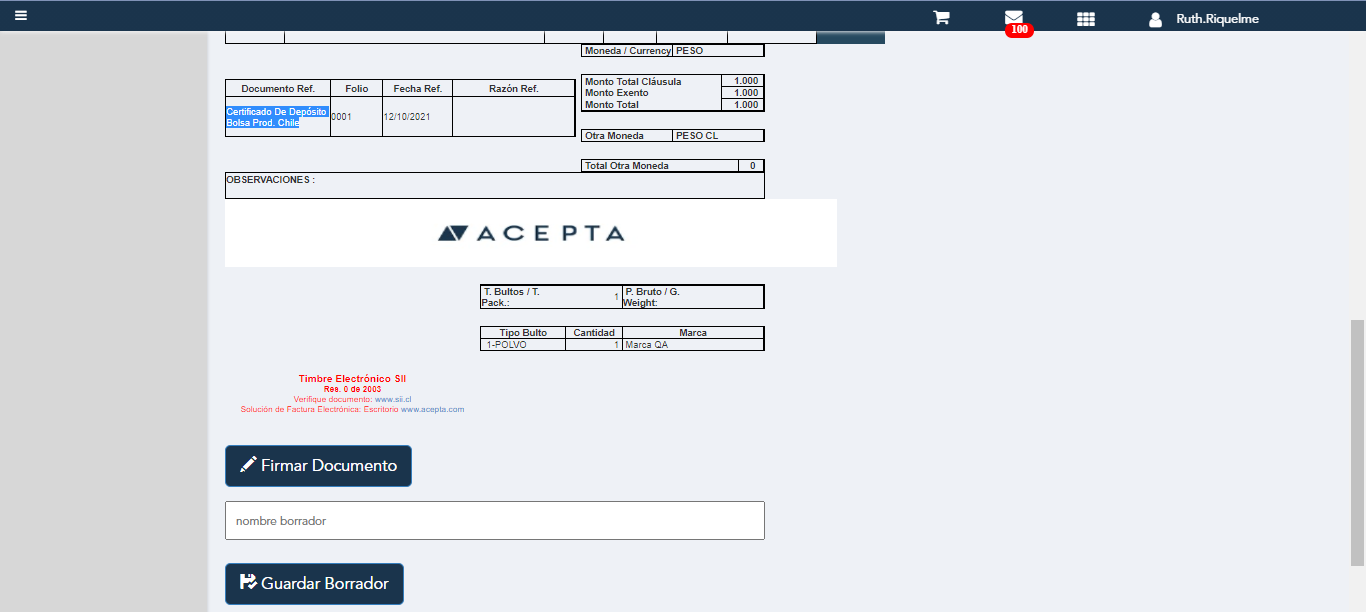 Ruth.Riquelme
100
Moneda / Currency PESO
Monto Total Cláusula 1.000
Monto Exento 1.000
Monto Total 1.000
Documento Ref. Folio Fecha Ref. Razón Ref.
Certificado De Depósito
Bolsa Prod. Chile 0001 12/10/2021
Otra Moneda PESO CL
Total Otra Moneda 0
OBSERVACIONES :
ACEPTA
T. Bultos / T.
Pack.: 1 P. Bruto / G.
Weight:
Tipo Bulto Cantidad Marca
1-POLVO 1 Marca QA
Timbre Electrónico SII
Res. 0 de 2003
Verifique documento: www.sii.cl
Solución de Factura Electrónica: Escritorio www.acepta.com
Firmar Documento
nombre borrador
Guardar Borrador